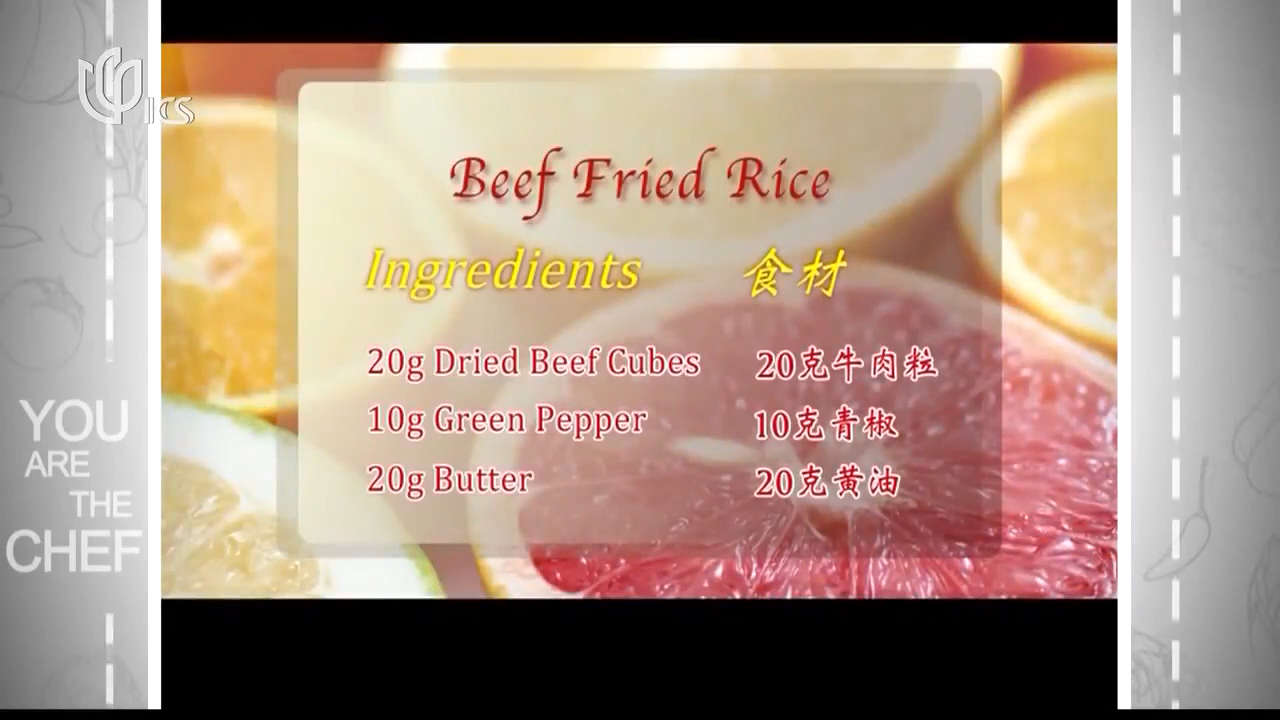 ICS
Beef Fried Rice
Ingredients 食材
20g Dried Beef Cubes 20克牛肉粒
10g Green Pepper 10克青椒
20g Butter 20克黄油
YOU
ARE
THE
CHEF